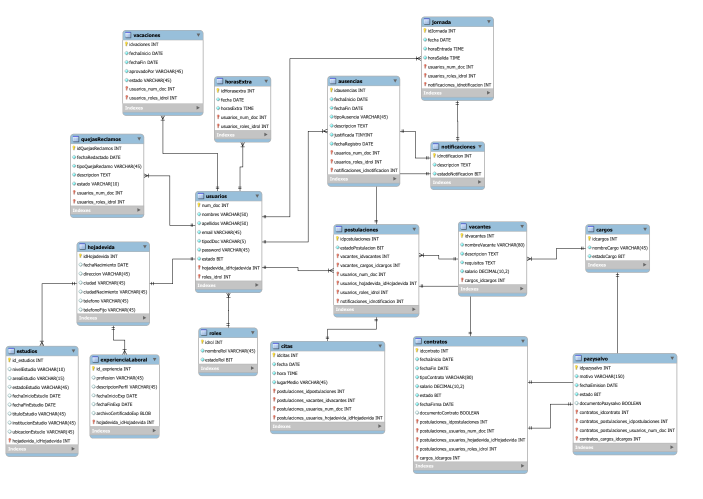 vacaciones
idvaciones INT
fechaInicio DATE
fechaFin DATE
aprovadoPor VARCHAR(45)
estado VARCHAR(45)
usuarios_num_doc INT
usuarios_roles_idrol INT
Indexes
horasExtra
idHorasextra INT
fecha DATE
horasExtra TIME
usuarios_num_doc INT
usuarios_roles_idrol INT
Indexes
quejasReclamos
idQuejasReclamos INT
fechaRedactado DATE
tipoQuejaReclamo VARCHAR(45)
descripcion TEXT
estado VARCHAR(10)
usuarios_num_doc INT
usuarios_roles_idrol INT
Indexes
ausencias
idausencias INT
fechaInicio DATE
fechaFin DATE
tipoAusencia VARCHAR(45)
descripcion TEXT
justificada TINYINT
fechaRegistro DATE
usuarios_num_doc INT
usuarios_roles_idrol INT
notificaciones_idnotificacion INT
Indexes
jornada
idJornada INT
fecha DATE
horaEntrada TIME
horaSalida TIME
usuarios_num_doc INT
usuarios_roles_idrol INT
notificaciones_idnotificacion INT
Indexes
notificaciones
idnotificacion INT
descripcion TEXT
estadoNotificacion BIT
Indexes
usuarios
num_doc INT
nombres VARCHAR(50)
apellidos VARCHAR(50)
email VARCHAR(45)
tipodDoc VARCHAR(5)
password VARCHAR(45)
estado BIT
hojadevida_idHojadevida INT
roles_idrol INT
Indexes
hojadevida
idHojadevida INT
fechaNacimiento DATE
direccion VARCHAR(45)
ciudad VARCHAR(45)
ciudadNacimiento VARCHAR(45)
telefono VARCHAR(45)
telefonoFijo VARCHAR(45)
Indexes
postulaciones
idpostulaciones INT
estadoPostulacion BIT
vacantes_idvacantes INT
vacantes_cargos_idcargos INT
usuarios_num_doc INT
usuarios_hojadevida_idHojadevida INT
usuarios_roles_idrol INT
notificaciones_idnotificacion INT
Indexes
vacantes
idvacantes INT
nombreVacante VARCHAR(80)
descripcion TEXT
requisitos TEXT
salario DECIMAL(10,2)
cargos_idcargos INT
Indexes
cargos
idcargos INT
nombreCargo VARCHAR(45)
estadoCargo BIT
Indexes
estudios
id_estudios INT
nivelEstudio VARCHAR(10)
areaEstudio VARCHAR(15)
estadoEstudio VARCHAR(45)
fechaInicioEstudio DATE
fechaFinEstudio DATE
tituloEstudio VARCHAR(45)
institucionEstudio VARCHAR(45)
ubicacionEstudio VARCHAR(45)
hojadevida_idHojadevida INT
Indexes
experienciaLaboral
id_expriencia INT
profesion VARCHAR(45)
descripcionPerfil VARCHAR(45)
fechaInicioExp DATE
fechaFinExp DATE
archivoCertificadoExp BLOB
hojadevida_idHojadevida INT
Indexes
roles
idrol INT
nombreRol VARCHAR(45)
estadoRol BIT
Indexes
citas
idcitas INT
fecha DATE
hora TIME
lugarMedio VARCHAR(45)
postulaciones_idpostulaciones INT
postulaciones_vacantes_idvacantes INT
postulaciones_usuarios_num_doc INT
postulaciones_usuarios_hojadevida_idHojadevida INT
Indexes
contratos
idcontrato INT
fechaInicio DATE
fechaFin DATE
tipoContrato VARCHAR(80)
salario DECIMAL(10,2)
estado BIT
fechaFirma DATE
documentoContrato BOOLEAN
postulaciones_idpostulaciones INT
postulaciones_usuarios_num_doc INT
postulaciones_usuarios_hojadevida_idHojadevida INT
postulaciones_usuarios_roles_idrol INT
cargos_idcargos INT
Indexes
pazysalvo
idpazysalvo INT
motivo VARCHAR(150)
fechaEmision DATE
estado BIT
documentoPazysalvo BOOLEAN
contratos_idcontrato INT
contratos_postulaciones_idpostulaciones INT
contratos_postulaciones_usuarios_num_doc INT
contratos_cargos_idcargos INT
Indexes